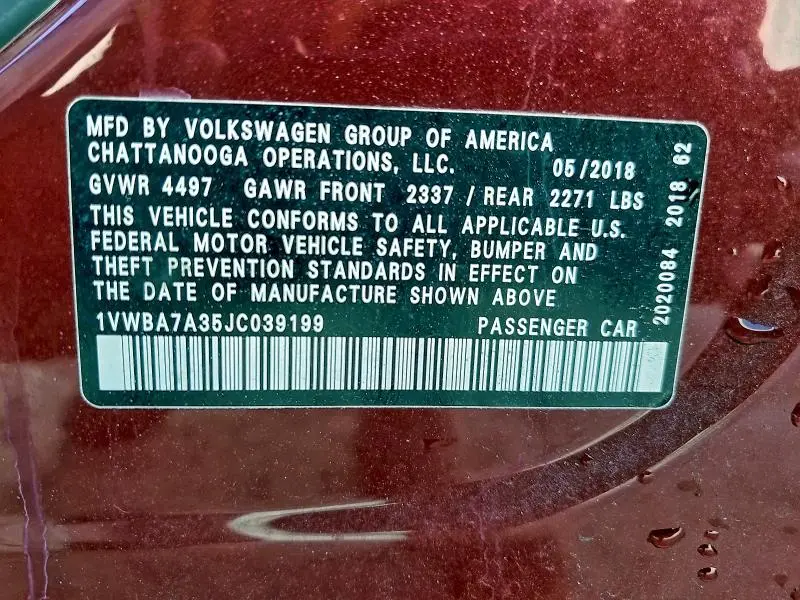 MFD BY VOLKSWAGEN GROUP OF AMERICA
CHATTANOOGA OPERATIONS, LLC. 05/2018
GVWR 4497 GAWR FRONT 2337 / REAR 2271 LBS
THIS VEHICLE CONFORMS TO ALL APPLICABLE U.S.
FEDERAL MOTOR VEHICLE SAFETY, BUMPER AND
THEFT PREVENTION STANDARDS IN EFFECT ON
THE DATE OF MANUFACTURE SHOWN ABOVE
1VWBA7A35JC039199 PASSENGER CAR
2020084 2018 62